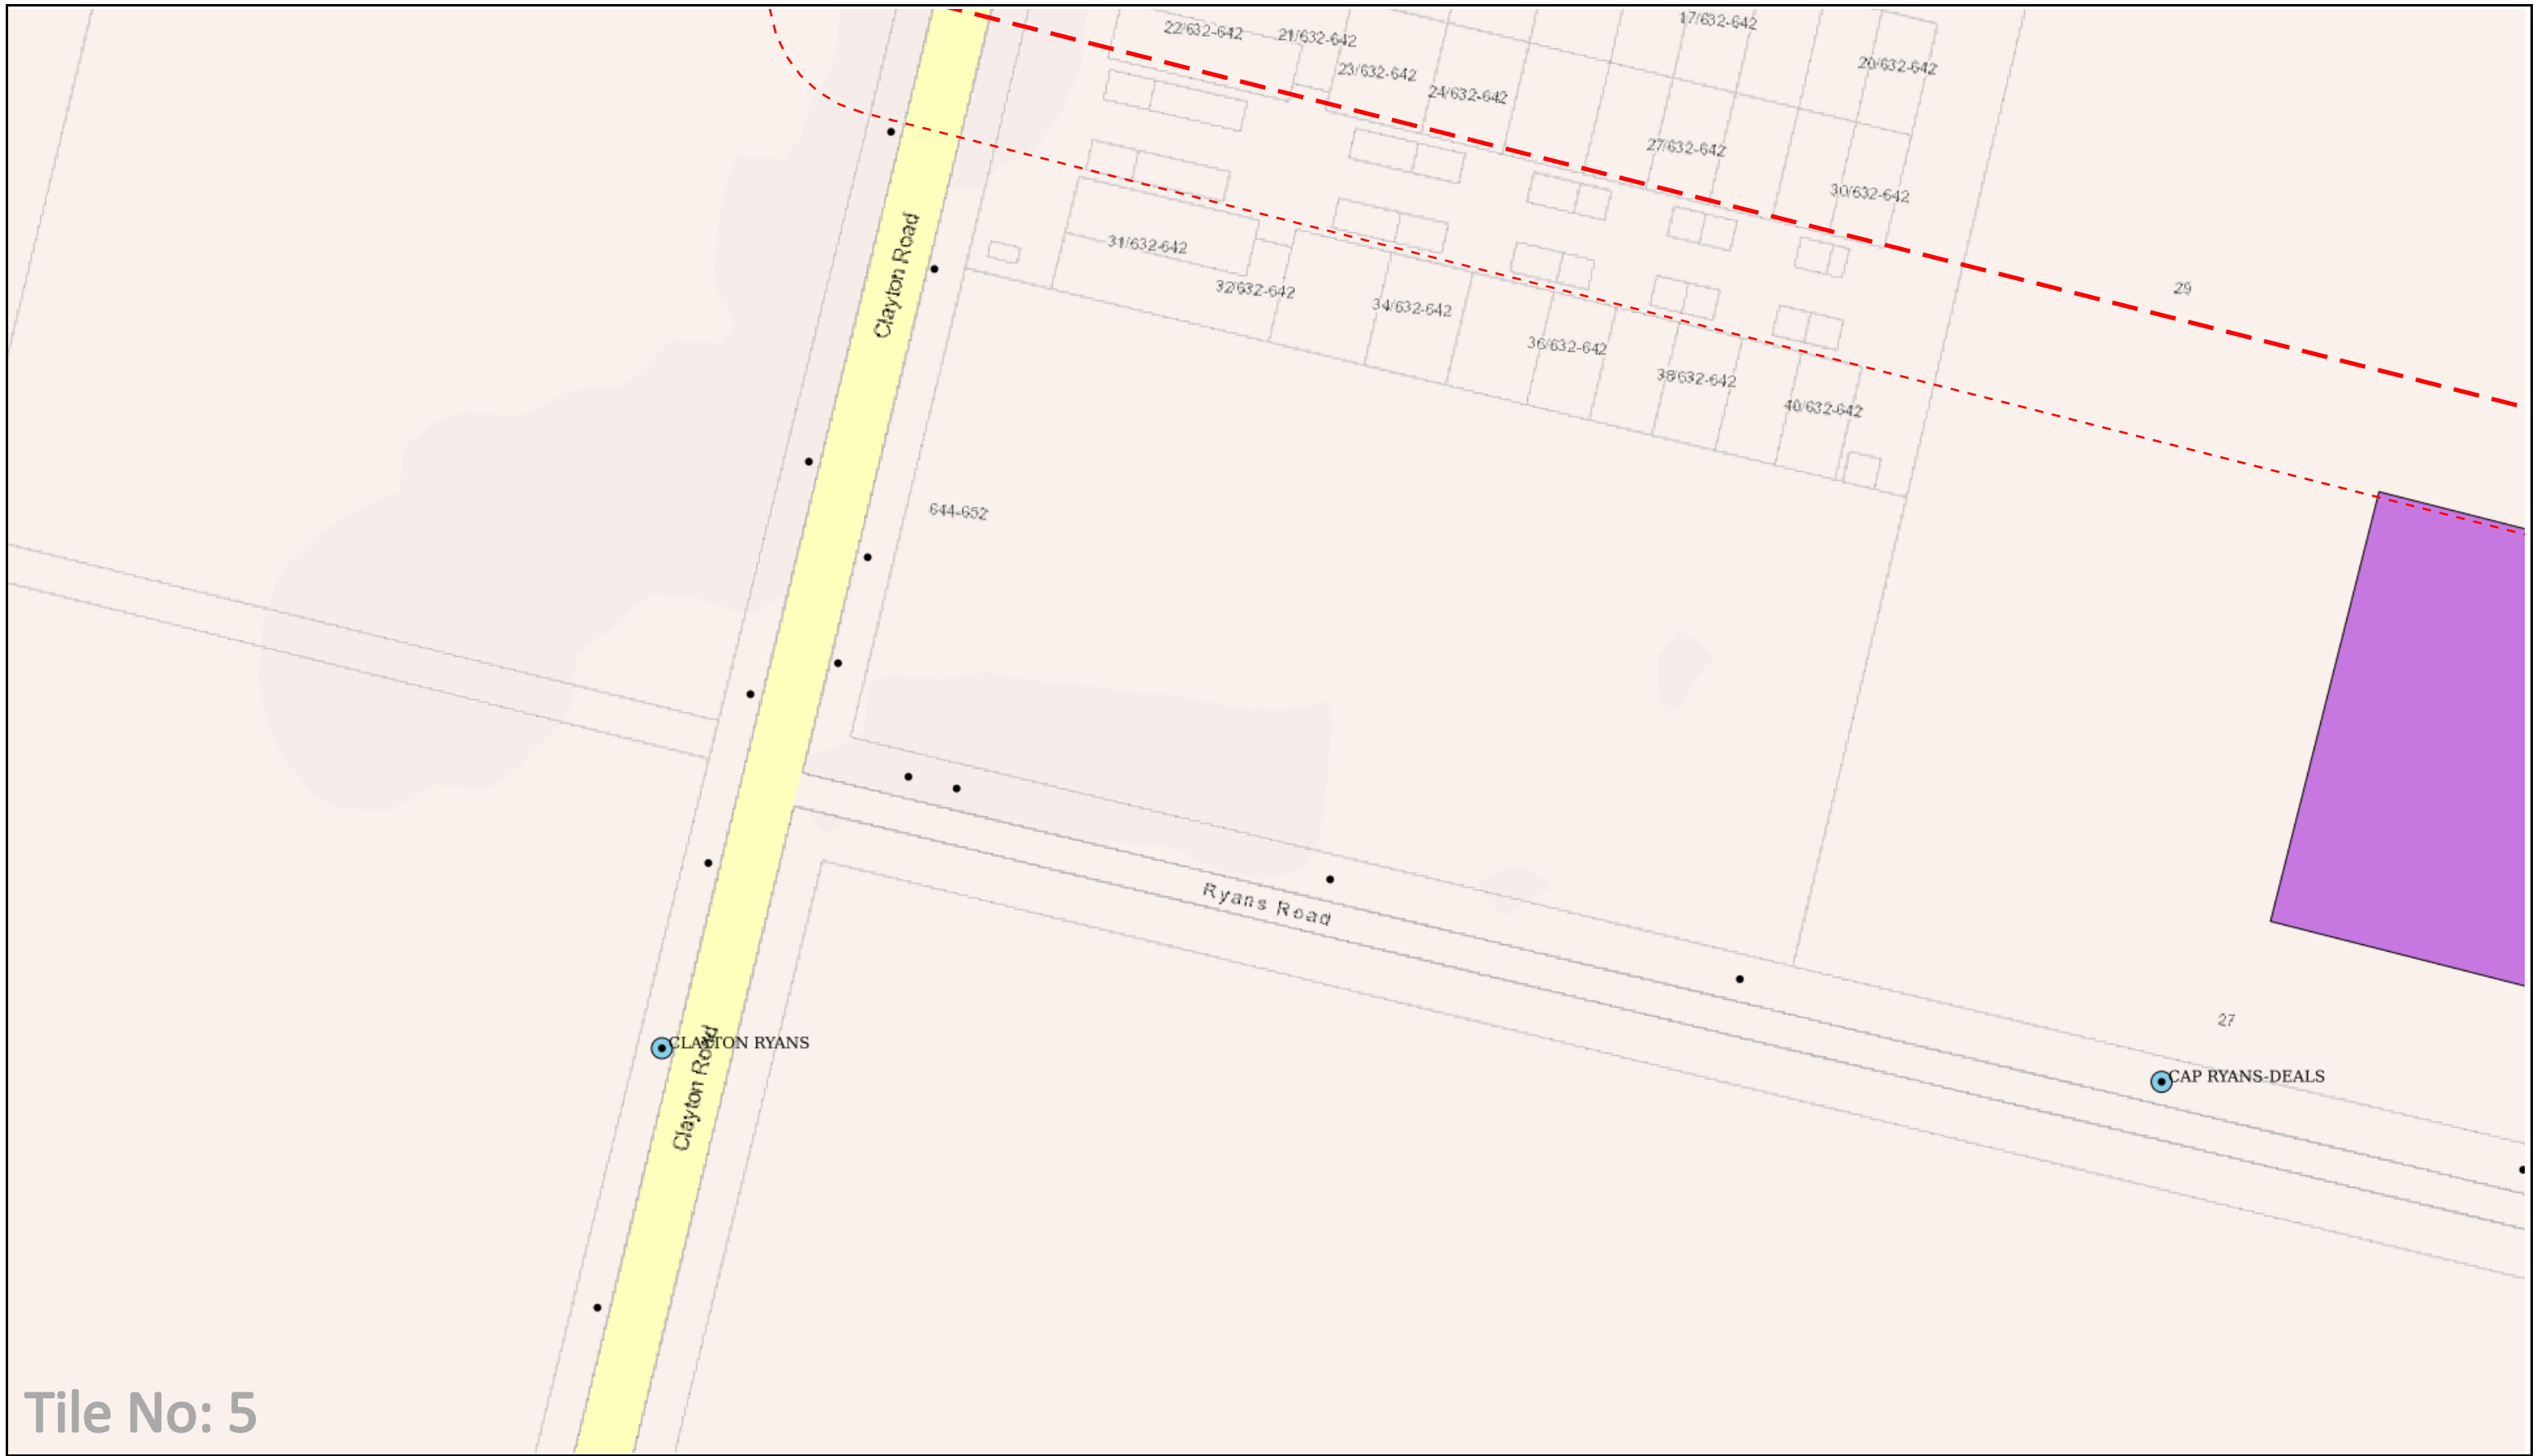 17/632-642
22/632-642
21/632-642
23/632-642
20/632-642
24/632-642
27/632-642
30/632-642
Clayton Road
31/632-642
32/632-642
29
34/632-642
36/632-642
38/632-642
40/632-642
644-652
Ryans Road
27
CLAYTON RYANS
Clayton Road
CAP RYANS-DEALS
Tile No: 5